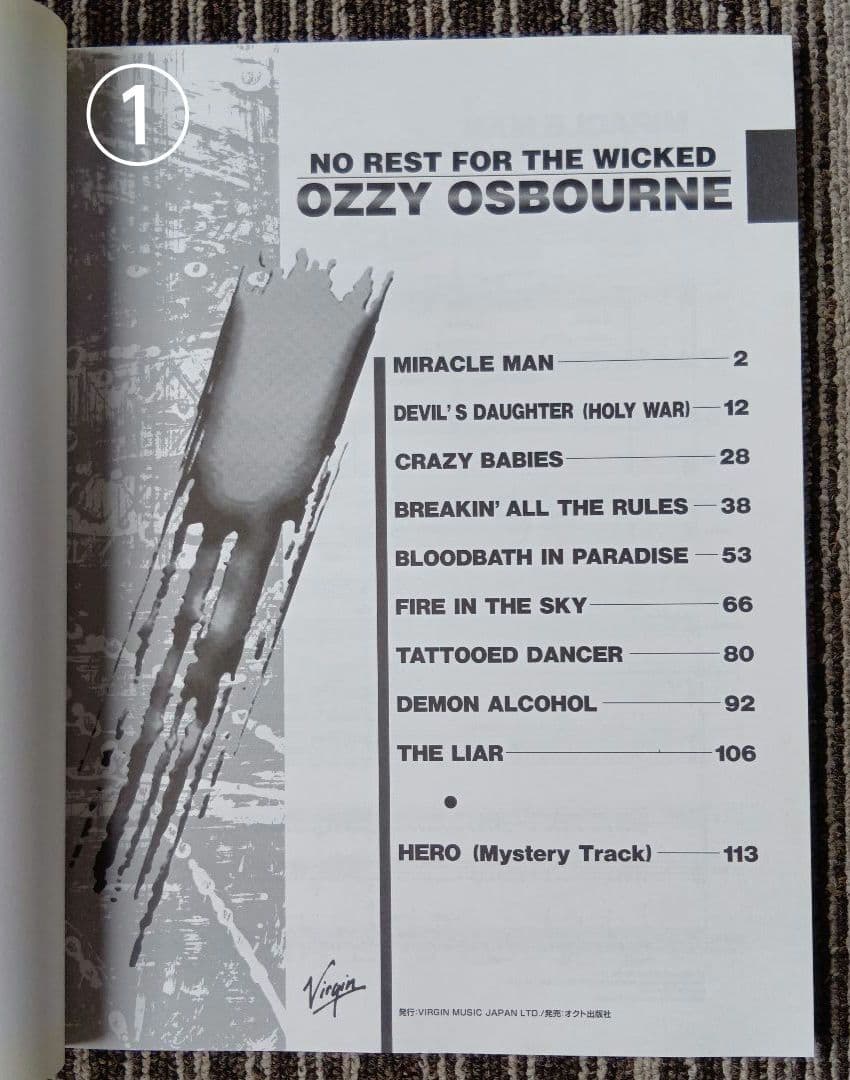 ①
NO REST FOR THE WICKED
OZZY OSBOURNE
MIRACLE MAN 2
DEVIL'S DAUGHTER (HOLY WAR) 12
CRAZY BABIES 28
BREAKIN' ALL THE RULES 38
BLOODBATH IN PARADISE 53
FIRE IN THE SKY 66
TATTOOED DANCER 80
DEMON ALCOHOL 92
THE LIAR 106
●
HERO (Mystery Track) 113
Virgin
発行:VIRGIN MUSIC JAPAN LTD./発売:オクト出版社